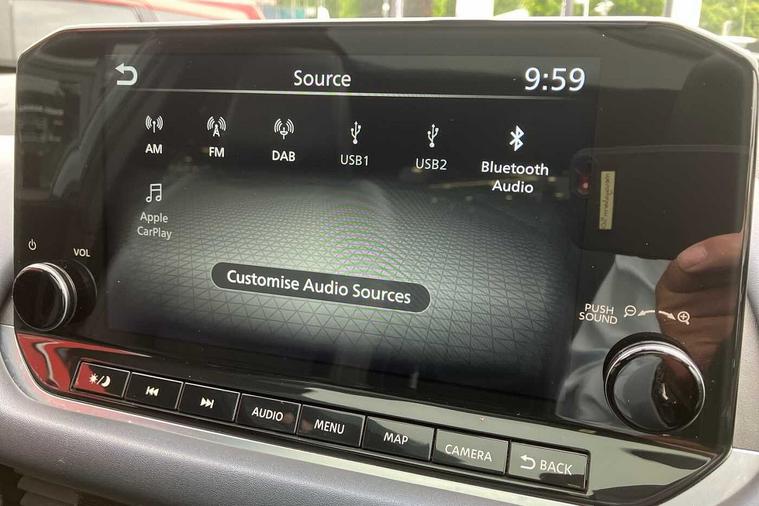 Source
9:59
AM
FM
DAB
USB1
USB2
Bluetooth
Audio
Apple
CarPlay
Customise Audio Sources
VOL
PUSH
SOUND
AUDIO
MENU
MAP
CAMERA
BACK